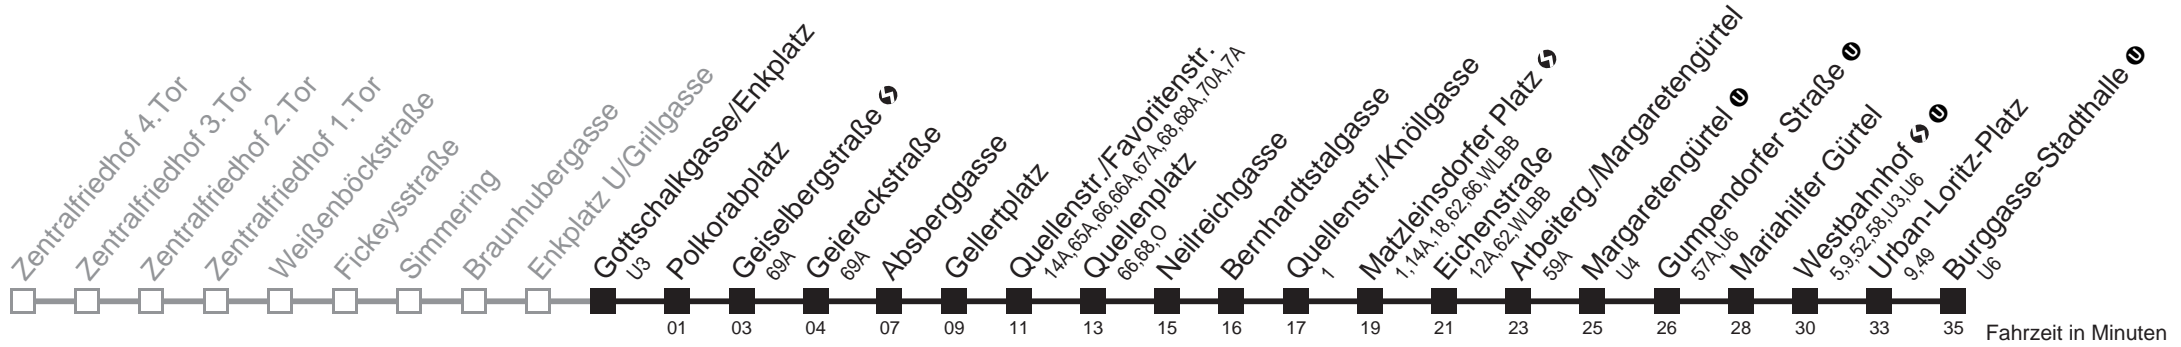 Zentralfriedhof 4.Tor
Zentralfriedhof 3.Tor
Zentralfriedhof 2.Tor
Zentralfriedhof 1.Tor
Weißenböckstraße
Fickeysstraße
Simmering
Braunhubergasse
Enkplatz U/Grillgasse
Gottschalkgasse/Enkplatz
U3
Polkorabplatz
Geiselbergstraße
69A
Geiereckstraße
69A
Absberggasse
Gellertplatz
Quellenstr./Favoritenstr.
14A,65A,66,66A,67A,68,68A,70A,7A
Quellenplatz
66,68,O
Neilreichgasse
Bernhardtstalgasse
Quellenstr./Knöllgasse
1
Matzleinsdorfer Platz
1,14A,18,62,66,WLBB
Eichenstraße
12A,62,WLBB
Arbeiterg./Margaretengürtel
59A
Margaretengürtel U
U4
Gumpendorfer Straße U
57A,U6
Mariahilfer Gürtel
Westbahnhof U
5,9,52,58,U3,U6
Urban-Loritz-Platz
9,49
Burggasse-Stadthalle U
U6
01 03 04 07 09 11 13 15 16 17 19 21 23 25 26 28 30 33 35 Fahrzeit in Minuten